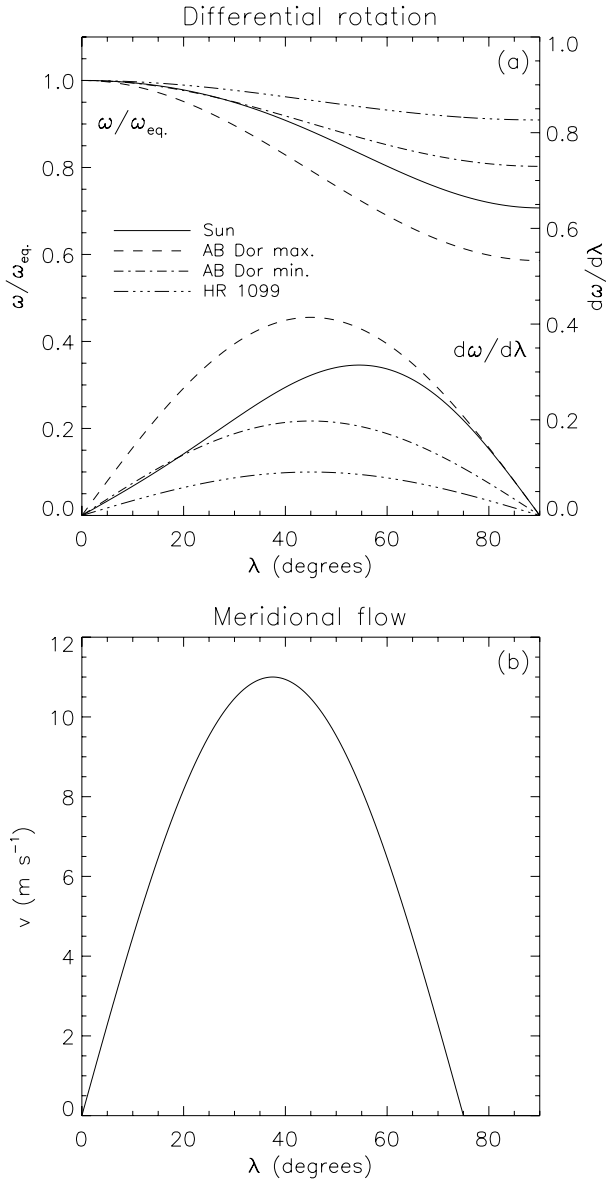 Differential rotation
(a)
1.0
0.8
0.6
0.4
0.2
0.0
ω/ω_eq.
ω/ω_eq.
Sun
AB Dor max.
AB Dor min.
HR 1099
dω/dλ
1.0
0.8
0.6
0.4
0.2
0.0
dω/dλ
0 20 40 60 80
λ (degrees)
Meridional flow
(b)
12
10
8
6
4
2
0
v (m s⁻¹)
0 20 40 60 80
λ (degrees)